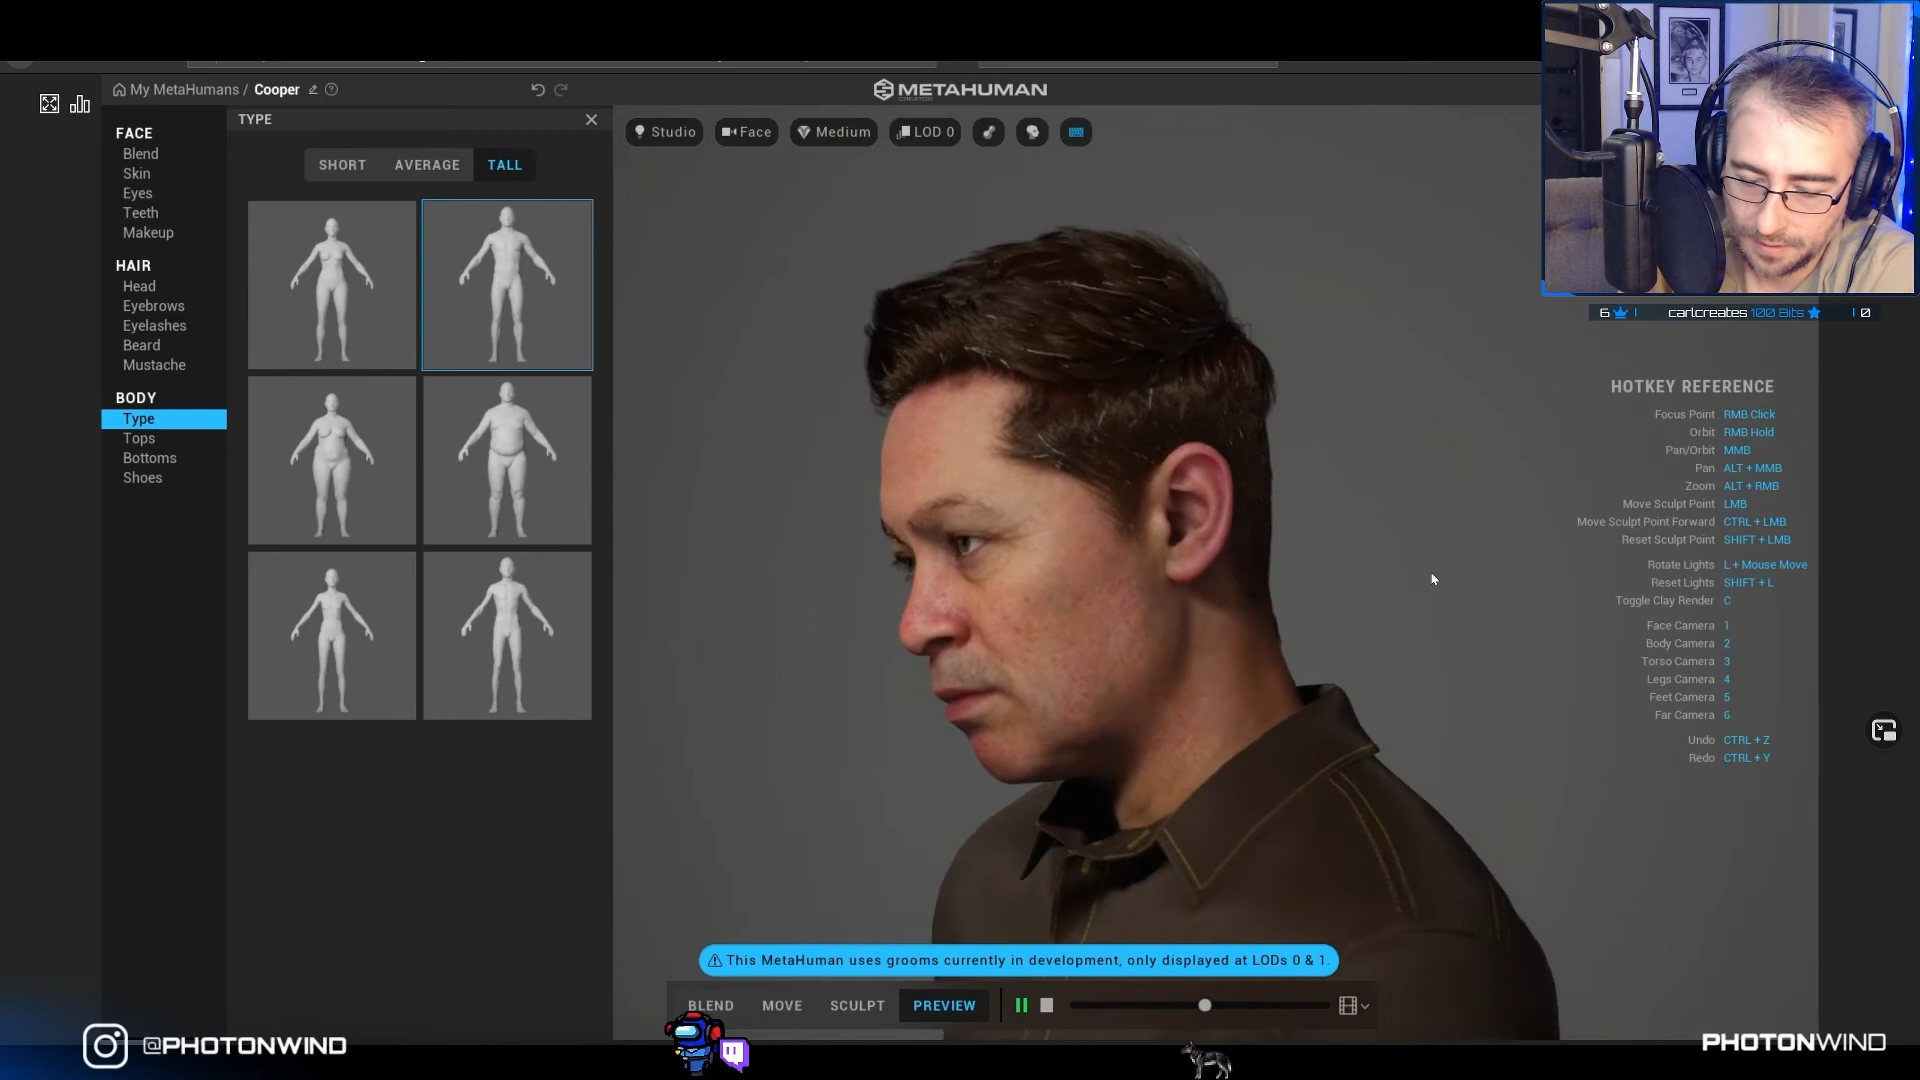 My MetaHumans / Cooper
METAHUMAN
CREATOR
FACE
Blend
Skin
Eyes
Teeth
Makeup
HAIR
Head
Eyebrows
Eyelashes
Beard
Mustache
BODY
Type
Tops
Bottoms
Shoes
TYPE
SHORT AVERAGE TALL
Studio Face Medium LOD 0
6 carlcreates 100 Bits 0
HOTKEY REFERENCE
Focus Point RMB Click
Orbit RMB Hold
Pan/Orbit MMB
Pan ALT + MMB
Zoom ALT + RMB
Move Sculpt Point LMB
Move Sculpt Point Forward CTRL + LMB
Reset Sculpt Point SHIFT + LMB
Rotate Lights L + Mouse Move
Reset Lights SHIFT + L
Toggle Clay Render C
Face Camera 1
Body Camera 2
Torso Camera 3
Legs Camera 4
Feet Camera 5
Far Camera 6
Undo CTRL + Z
Redo CTRL + Y
This MetaHuman uses grooms currently in development, only displayed at LODs 0 & 1.
BLEND MOVE SCULPT PREVIEW
@PHOTONWIND
PHOTONWIND